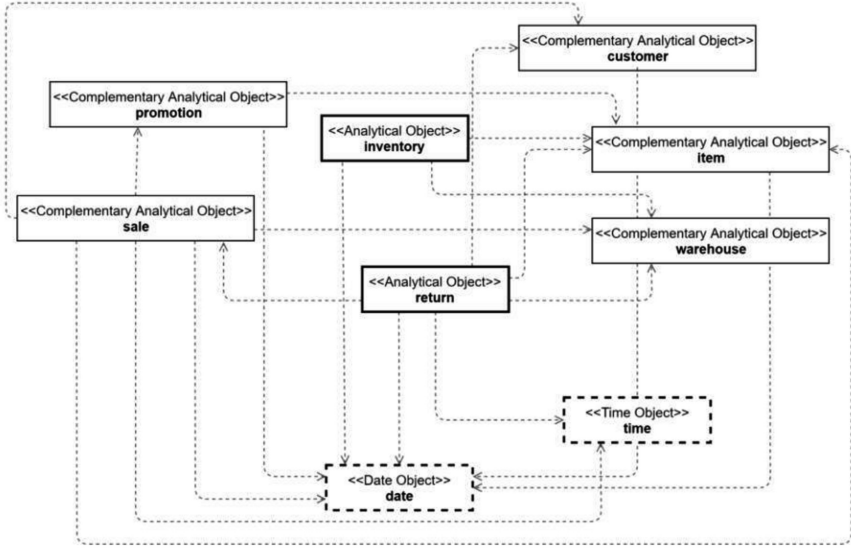 <<Complementary Analytical Object>>
customer
<<Complementary Analytical Object>>
promotion
<<Analytical Object>>
inventory
<<Complementary Analytical Object>>
item
<<Complementary Analytical Object>>
sale
<<Complementary Analytical Object>>
warehouse
<<Analytical Object>>
return
<<Time Object>>
time
<<Date Object>>
date